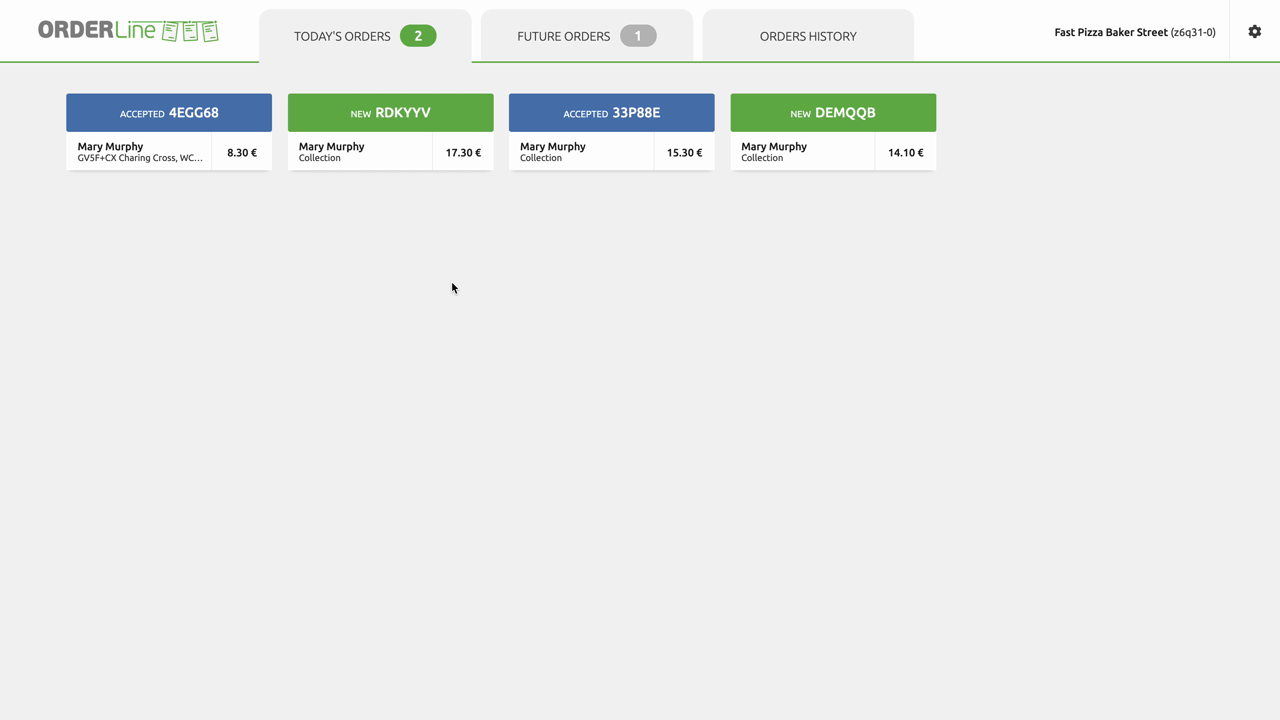 ORDERLine
TODAY'S ORDERS 2
FUTURE ORDERS 1
ORDERS HISTORY
Fast Pizza Baker Street (z6q31-0)
ACCEPTED 4EGG68
Mary Murphy
GV5F+CX Charing Cross, WC...
8.30 €
NEW RDKYYV
Mary Murphy
Collection
17.30 €
ACCEPTED 33P88E
Mary Murphy
Collection
15.30 €
NEW DEMQQB
Mary Murphy
Collection
14.10 €